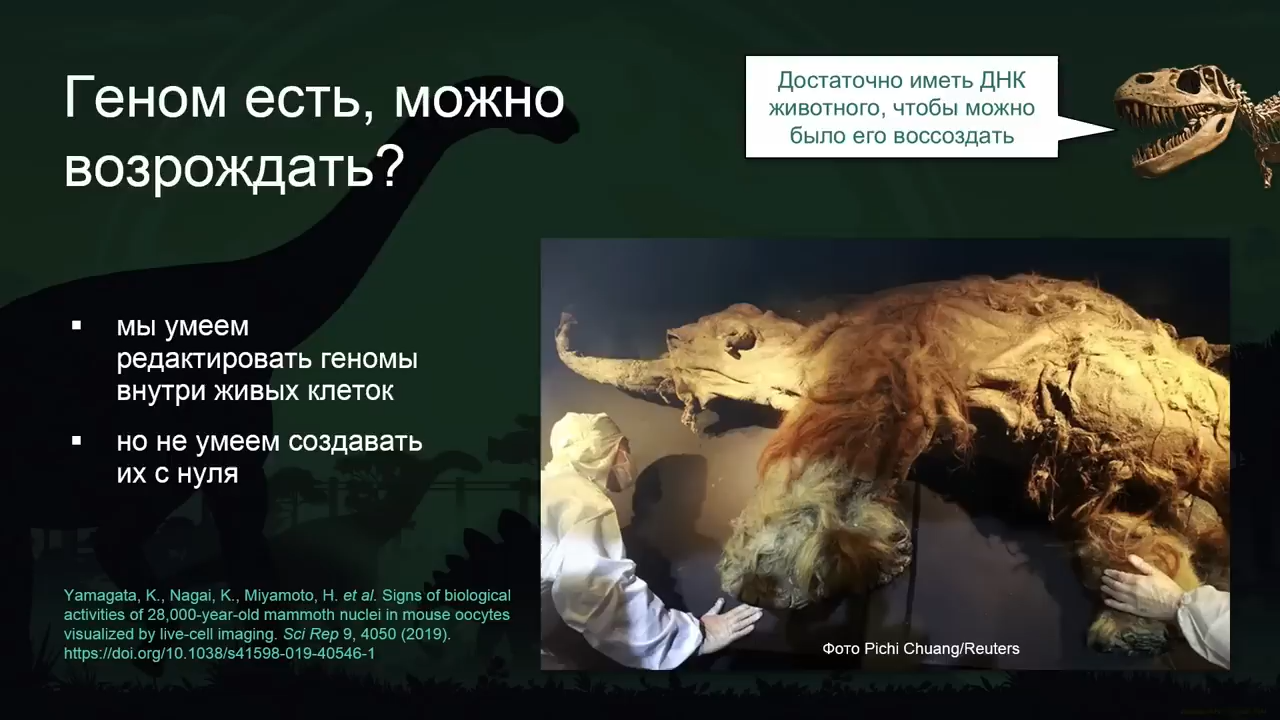 Геном есть, можно
возрождать?
Достаточно иметь ДНК
животного, чтобы можно
было его воссоздать
▪ мы умеем
редактировать геномы
внутри живых клеток
▪ но не умеем создавать
их с нуля
Yamagata, K., Nagai, K., Miyamoto, H. et al. Signs of biological
activities of 28,000-year-old mammoth nuclei in mouse oocytes
visualized by live-cell imaging. Sci Rep 9, 4050 (2019).
https://doi.org/10.1038/s41598-019-40546-1
Фото Pichi Chuang/Reuters